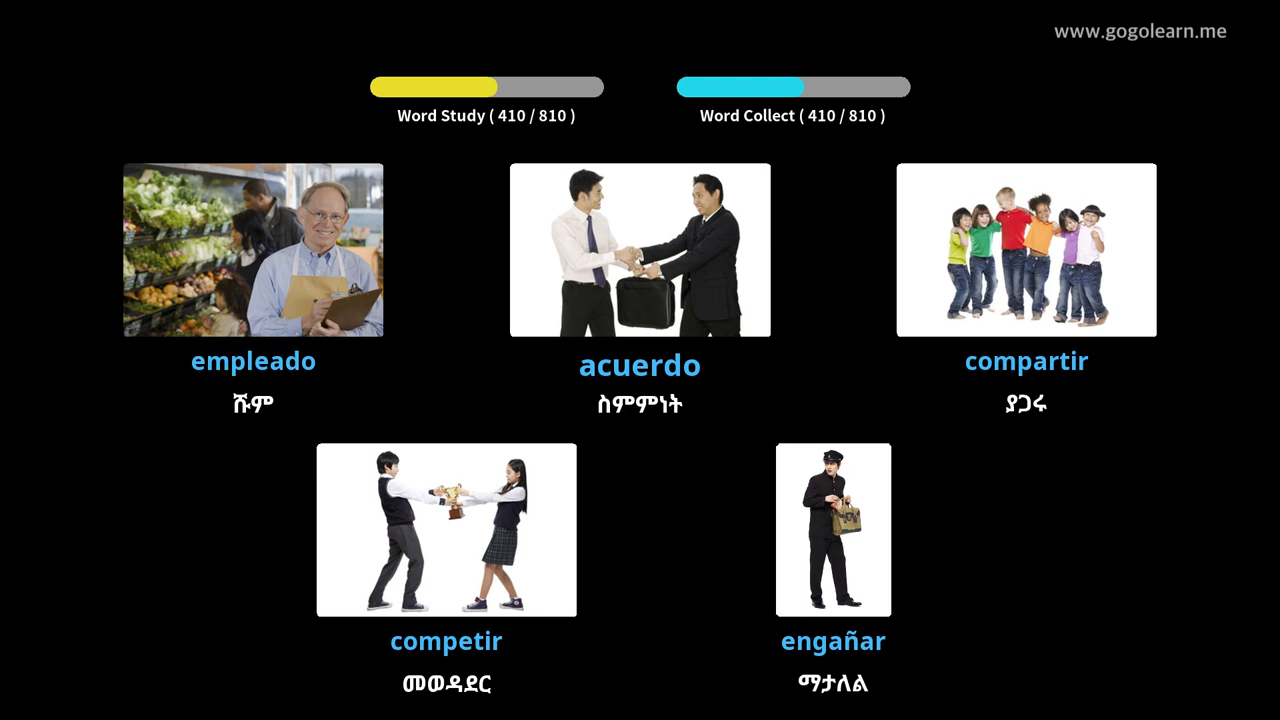 www.gogolearn.me
Word Study ( 410 / 810 )
Word Collect ( 410 / 810 )
empleado
acuerdo
compartir
ሹም
ስምምነት
ያጋሩ
competir
engañar
መወዳደር
ማታለል